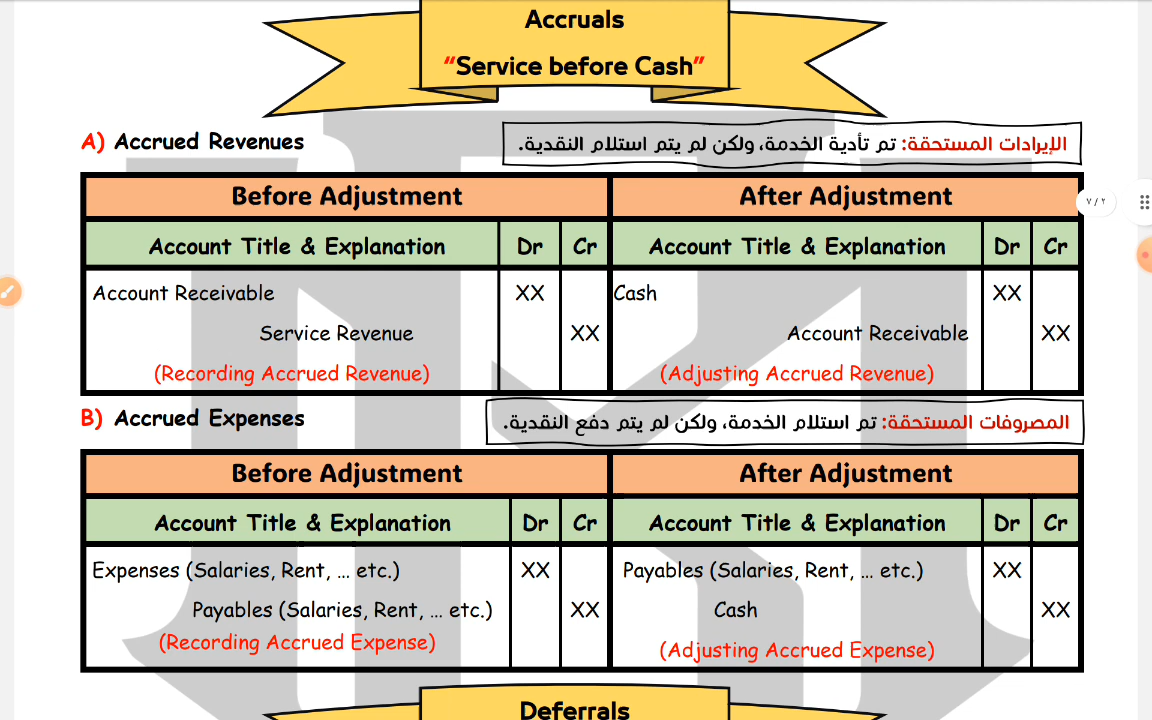 Accruals
“Service before Cash”
A) Accrued Revenues
الإيرادات المستحقة: تم تأدية الخدمة، ولكن لم يتم استلام النقدية.
Before Adjustment After Adjustment
Account Title & Explanation Dr Cr Account Title & Explanation Dr Cr
Account Receivable XX Cash XX
Service Revenue XX Account Receivable XX
(Recording Accrued Revenue) (Adjusting Accrued Revenue)
B) Accrued Expenses
المصروفات المستحقة: تم استلام الخدمة، ولكن لم يتم دفع النقدية.
Before Adjustment After Adjustment
Account Title & Explanation Dr Cr Account Title & Explanation Dr Cr
Expenses (Salaries, Rent, ... etc.) XX Payables (Salaries, Rent, ... etc.) XX
Payables (Salaries, Rent, ... etc.) XX Cash XX
(Recording Accrued Expense) (Adjusting Accrued Expense)
Deferrals
٧ / ٢